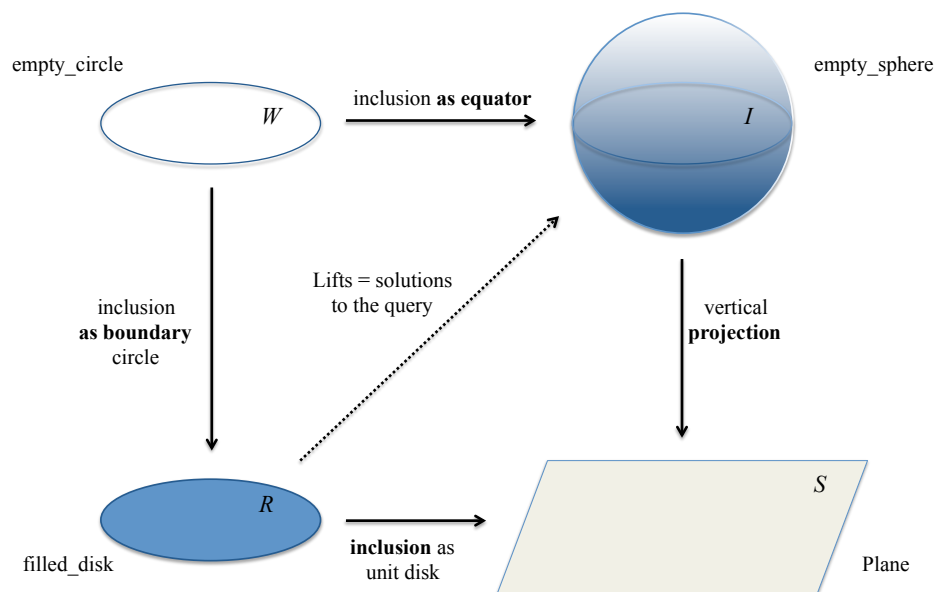 empty_circle
W
inclusion as equator
empty_sphere
I
inclusion
as boundary
circle
Lifts = solutions
to the query
vertical
projection
R
filled_disk
inclusion as
unit disk
S
Plane